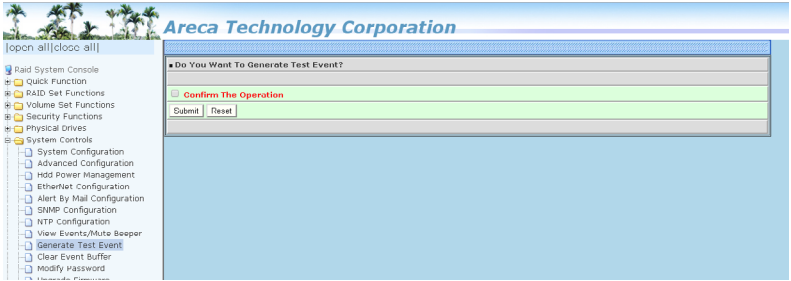 Areca Technology Corporation
|open all|close all|
Raid System Console
Quick Function
RAID Set Functions
Volume Set Functions
Security Functions
Physical Drives
System Controls
System Configuration
Advanced Configuration
Hdd Power Management
EtherNet Configuration
Alert By Mail Configuration
SNMP Configuration
NTP Configuration
View Events/Mute Beeper
Generate Test Event
Clear Event Buffer
Modify Password
Upgrade Firmware
Do You Want To Generate Test Event?
Confirm The Operation
Submit Reset